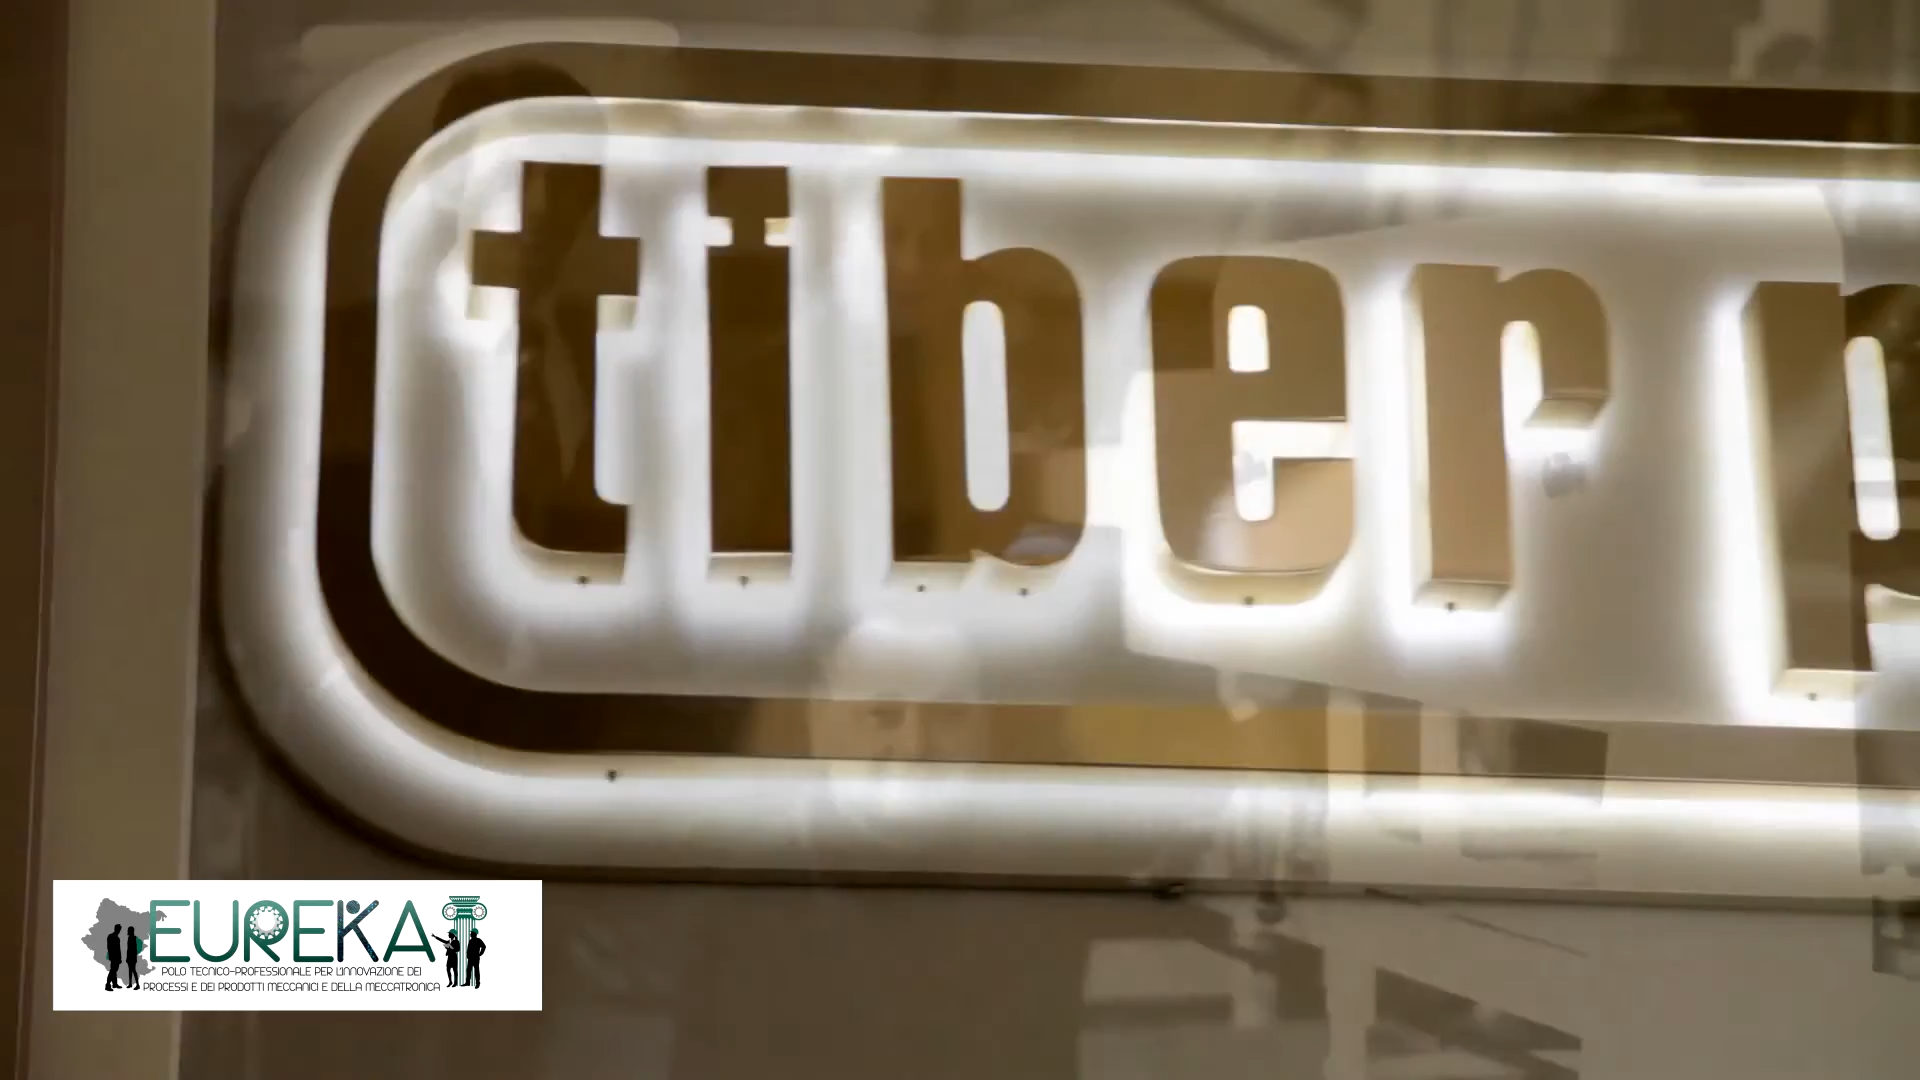 tiber p
EUREKA
POLO TECNICO-PROFESSIONALE PER L'INNOVAZIONE DEI
PROCESSI E DEI PRODOTTI MECCANICI E DELLA MECCATRONICA